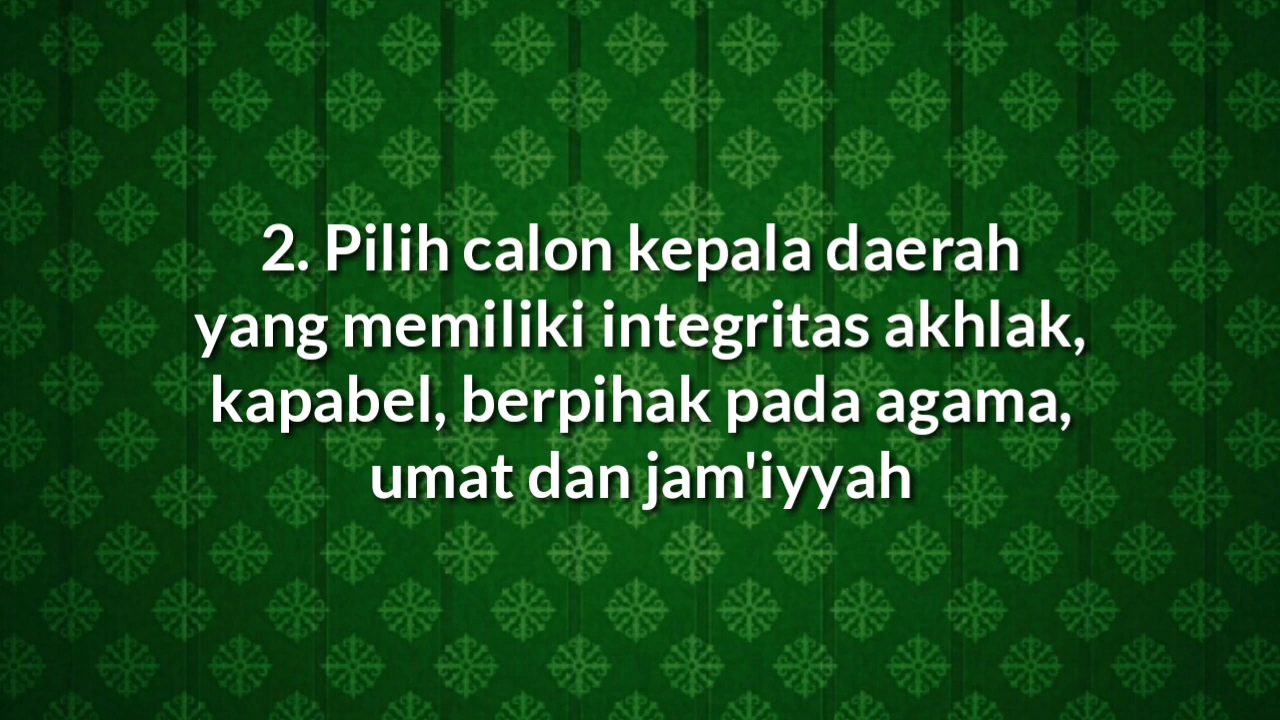 2. Pilih calon kepala daerah
yang memiliki integritas akhlak,
kapabel, berpihak pada agama,
umat dan jam'iyyah